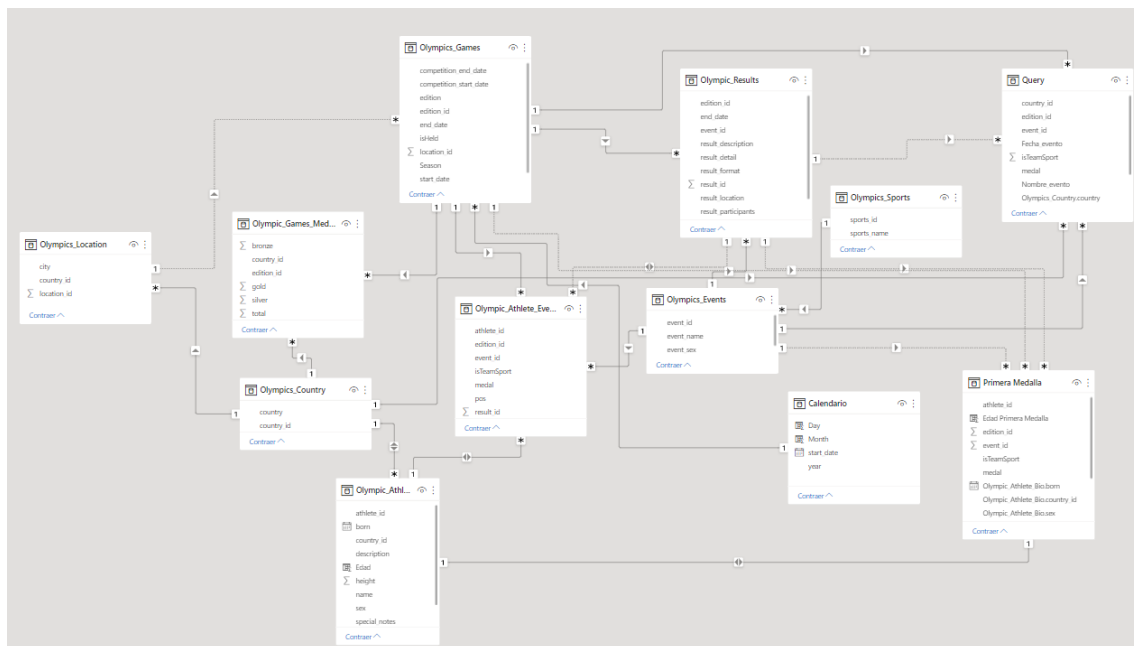 Olympics_Games
competition_end_date
competition_start_date
edition
edition_id
end_date
isHeld
location_id
Season
start_date
Contraer
Olympic_Results
edition_id
end_date
event_id
result_description
result_detail
result_format
result_id
result_location
result_participants
Contraer
Query
country_id
edition_id
event_id
Fecha_evento
isTeamSport
medal
Nombre_evento
Olympics_Country.country
Contraer
Olympics_Sports
sports_id
sports_name
Contraer
Olympics_Location
city
country_id
location_id
Contraer
Olympic_Games_Med...
bronze
country_id
edition_id
gold
silver
total
Contraer
Olympic_Athlete_Eve...
athlete_id
edition_id
event_id
isTeamSport
medal
pos
result_id
Contraer
Olympics_Events
event_id
event_name
event_sex
Contraer
Olympics_Country
country
country_id
Contraer
Calendario
Day
Month
start_date
year
Contraer
Primera Medalla
athlete_id
Edad Primera Medalla
edition_id
event_id
isTeamSport
medal
Olympic_Athlete_Bio.born
Olympic_Athlete_Bio.country_id
Olympic_Athlete_Bio.sex
Contraer
Olympic_Athl...
athlete_id
born
country_id
description
Edad
height
name
sex
special_notes
Contraer